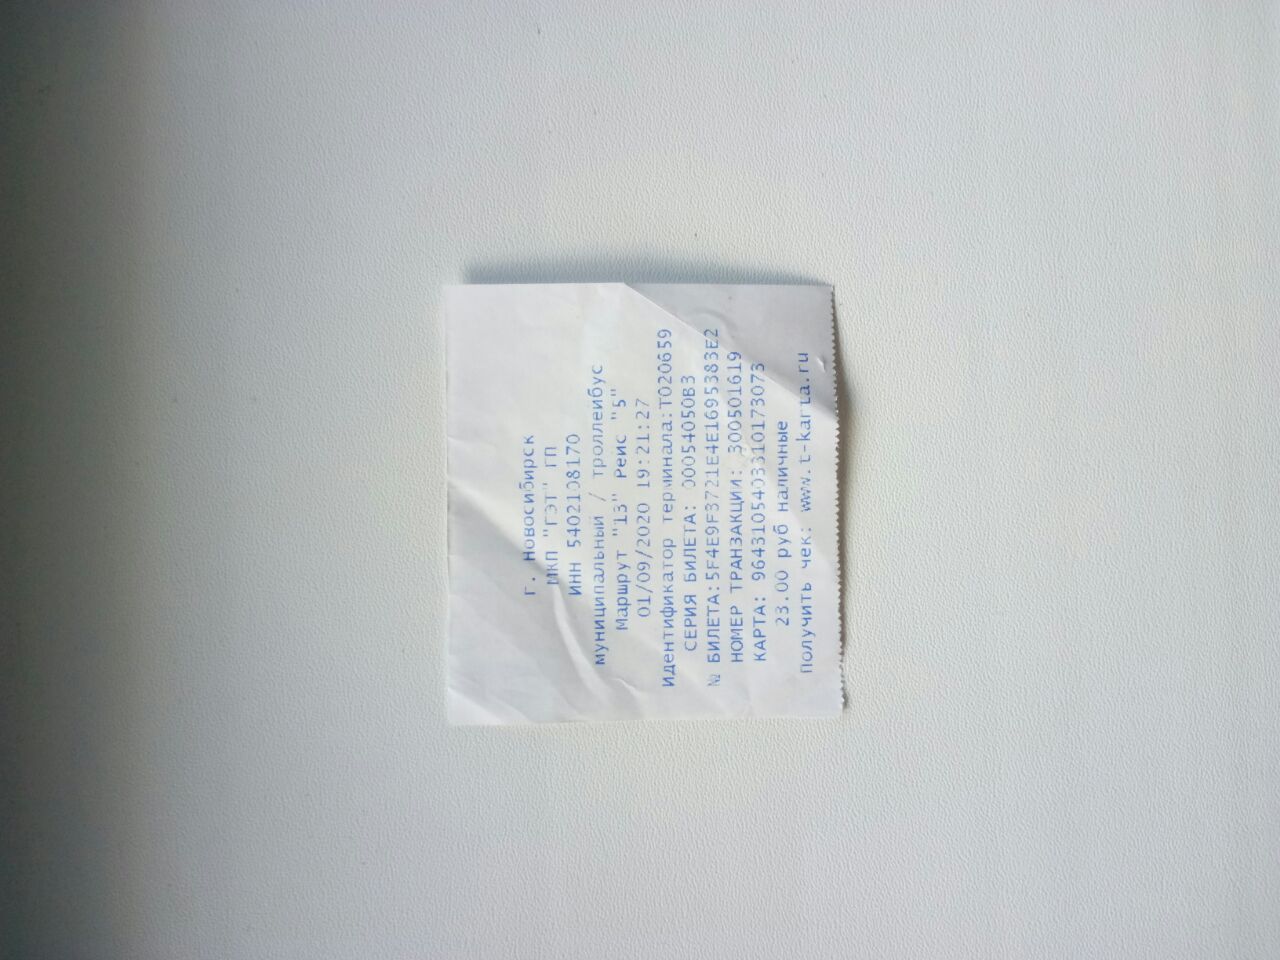 г. Новосибирск
МКП "ГЭТ" ГП
ИНН 5402108170
муниципальный / троллейбус
Маршрут "13" Рейс "5"
01/09/2020 19:21:27
Идентификатор терминала:T020659
СЕРИЯ БИЛЕТА: 00054050B3
№ БИЛЕТА:5F4E9F3721E4E1695383E2
НОМЕР ТРАНЗАКЦИИ: 300501619
КАРТА: 9643105403310173073
23.00 руб наличные
Получить чек: www.t-karta.ru